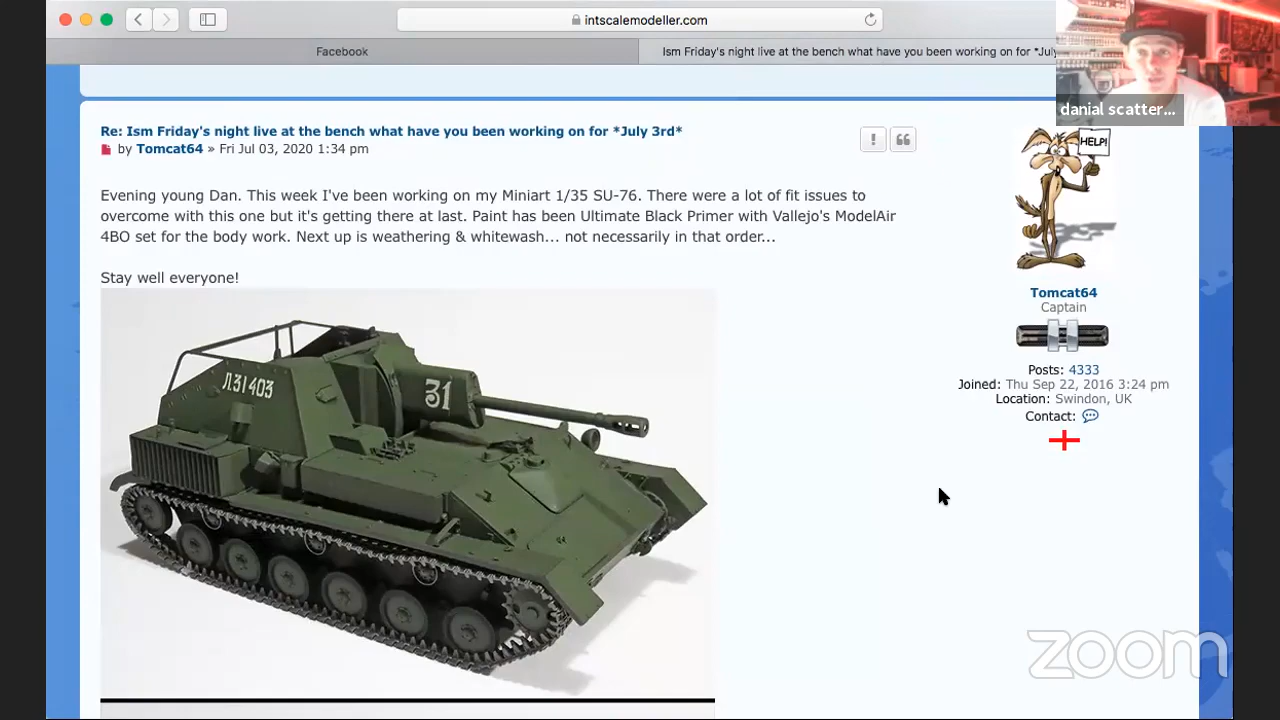 intscalemodeller.com
Facebook
Ism Friday's night live at the bench what have you been working on for *July
danial scatter...
Re: Ism Friday's night live at the bench what have you been working on for *July 3rd*
by Tomcat64 » Fri Jul 03, 2020 1:34 pm
HELP!
Evening young Dan. This week I've been working on my Miniart 1/35 SU-76. There were a lot of fit issues to
overcome with this one but it's getting there at last. Paint has been Ultimate Black Primer with Vallejo's ModelAir
4BO set for the body work. Next up is weathering & whitewash... not necessarily in that order...
Stay well everyone!
Tomcat64
Captain
Posts: 4333
Joined: Thu Sep 22, 2016 3:24 pm
Location: Swindon, UK
Contact:
Л31403
31
zoom